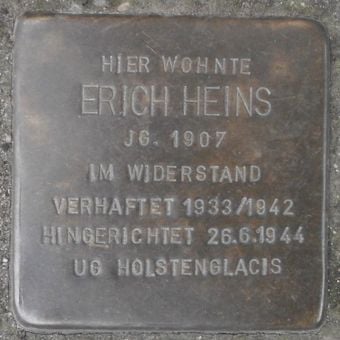 HIER WOHNTE
ERICH HEINS
JG. 1907
IM WIDERSTAND
VERHAFTET 1933/1942
HINGERICHTET 26.6.1944
UG HOLSTENGLACIS